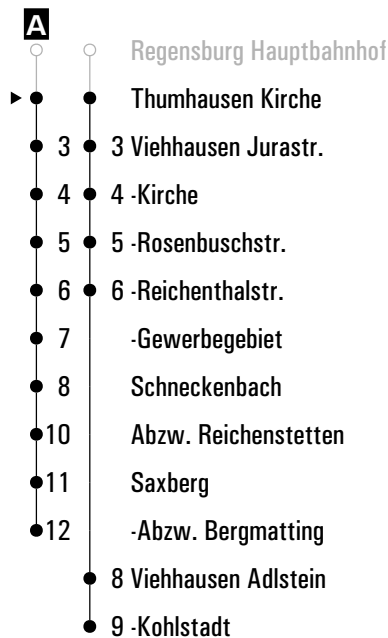 A
Regensburg Hauptbahnhof
Thumhausen Kirche
3 3 Viehhausen Jurastr.
4 4 -Kirche
5 5 -Rosenbuschstr.
6 6 -Reichenthalstr.
7 -Gewerbegebiet
8 Schneckenbach
10 Abzw. Reichenstetten
11 Saxberg
12 -Abzw. Bergmatting
8 Viehhausen Adlstein
9 -Kohlstadt